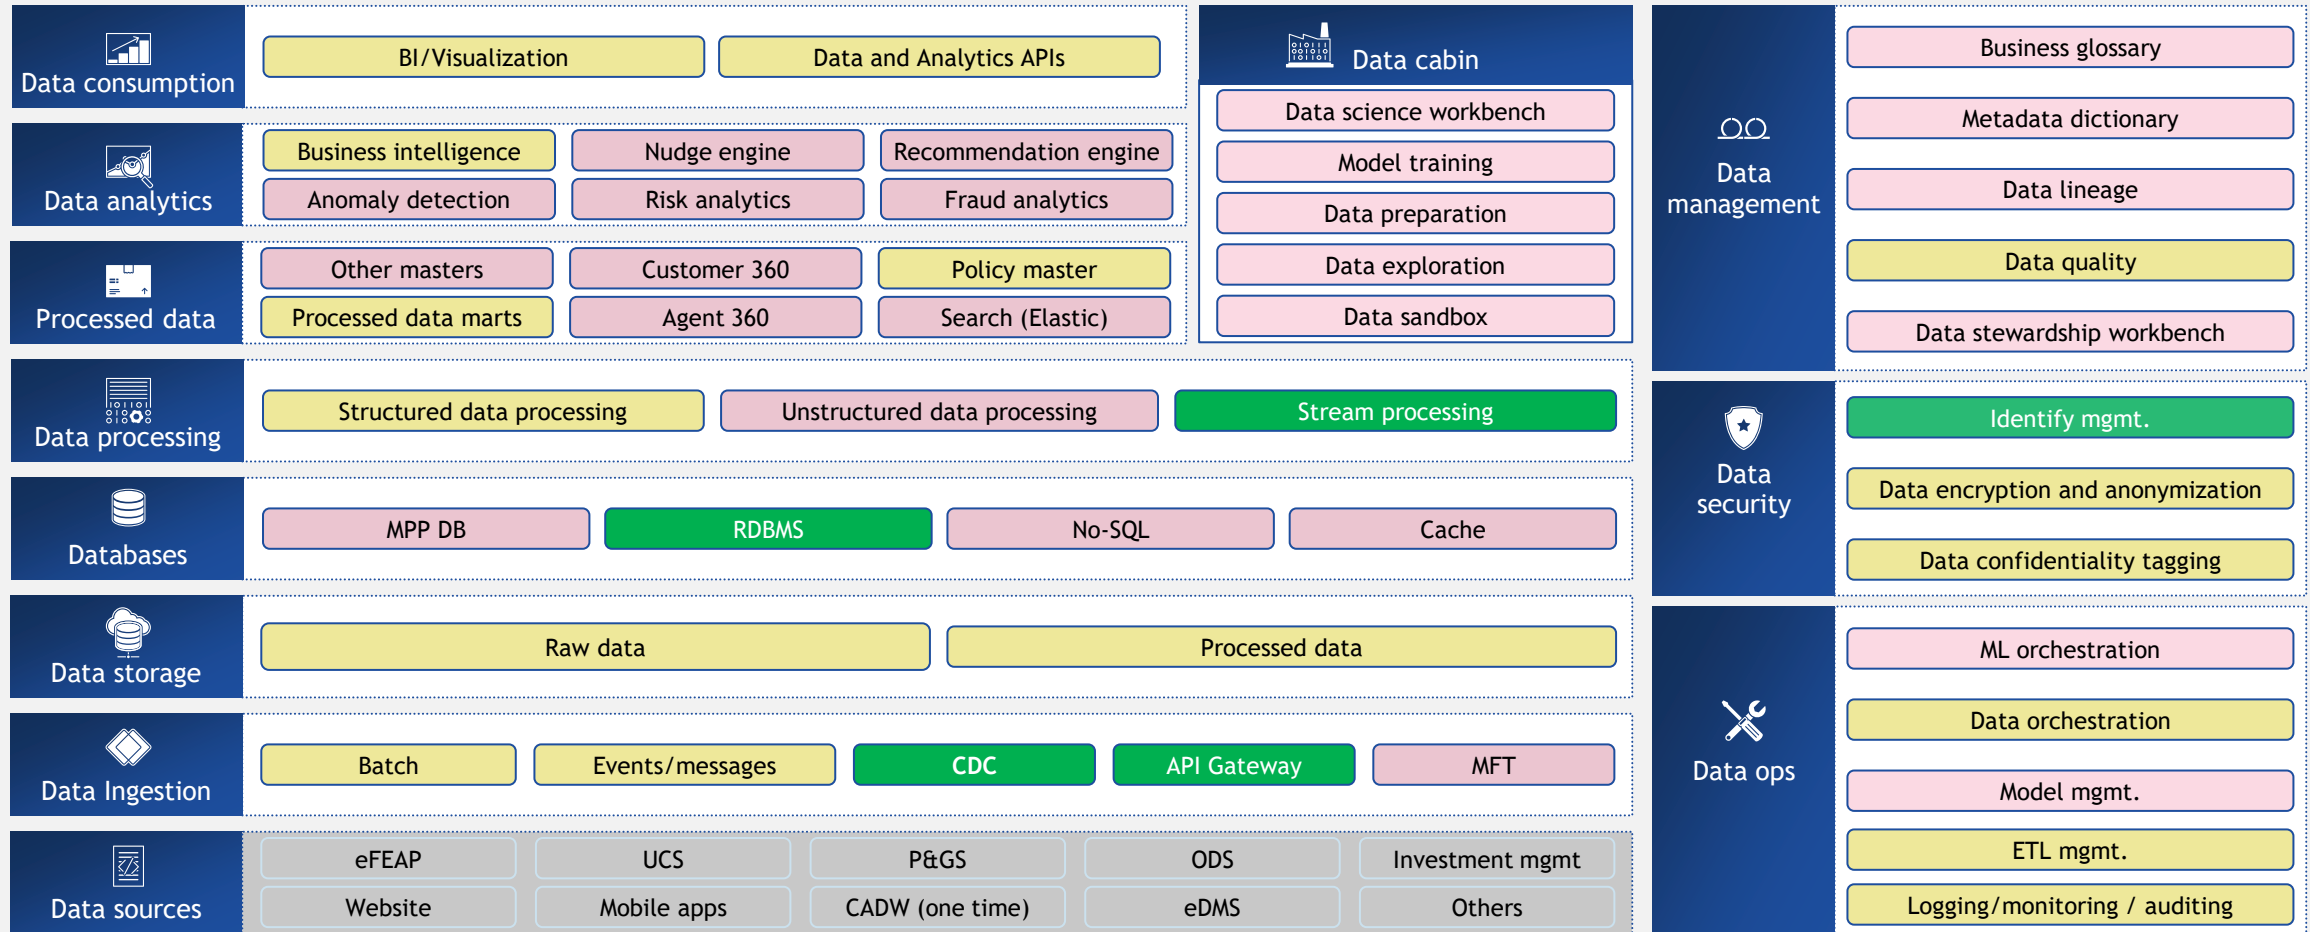 Data consumption
BI/Visualization
Data and Analytics APIs
Data analytics
Business intelligence
Nudge engine
Recommendation engine
Anomaly detection
Risk analytics
Fraud analytics
Processed data
Other masters
Customer 360
Policy master
Processed data marts
Agent 360
Search (Elastic)
Data cabin
Data science workbench
Model training
Data preparation
Data exploration
Data sandbox
Data processing
Structured data processing
Unstructured data processing
Stream processing
Databases
MPP DB
RDBMS
No-SQL
Cache
Data storage
Raw data
Processed data
Data Ingestion
Batch
Events/messages
CDC
API Gateway
MFT
Data sources
eFEAP
UCS
P&GS
ODS
Investment mgmt
Website
Mobile apps
CADW (one time)
eDMS
Others
Data
management
Business glossary
Metadata dictionary
Data lineage
Data quality
Data stewardship workbench
Data
security
Identify mgmt.
Data encryption and anonymization
Data confidentiality tagging
Data ops
ML orchestration
Data orchestration
Model mgmt.
ETL mgmt.
Logging/monitoring / auditing